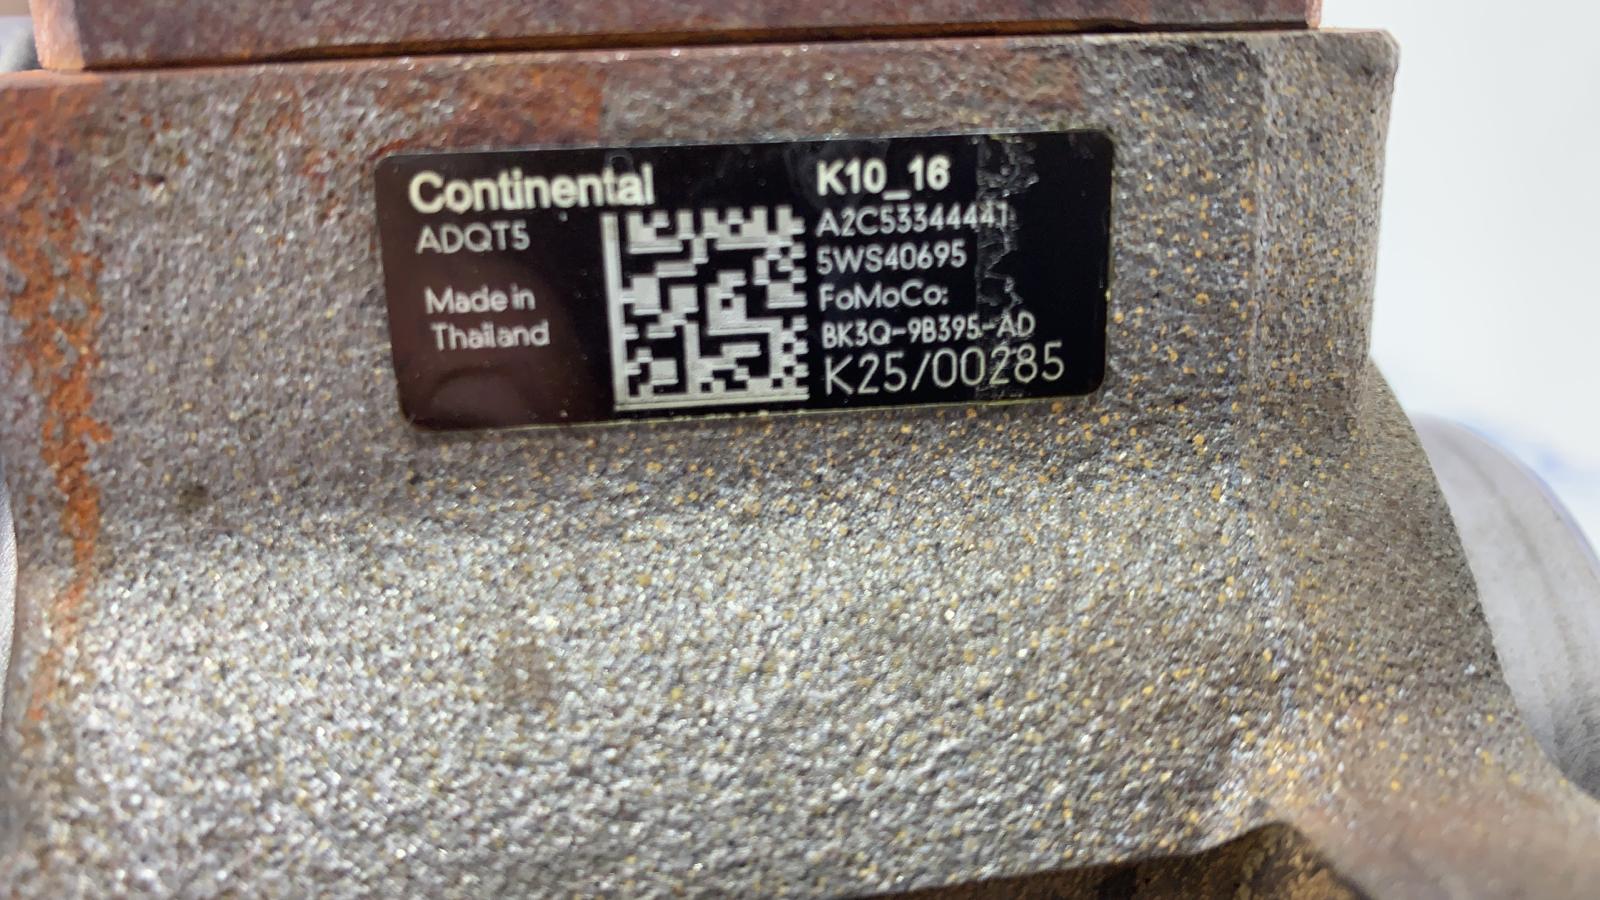 Continental
ADQT5
Made in
Thailand
K10_16
A2C53344441
5WS40695
FoMoCo:
BK3Q-9B395-AD
K25/00285